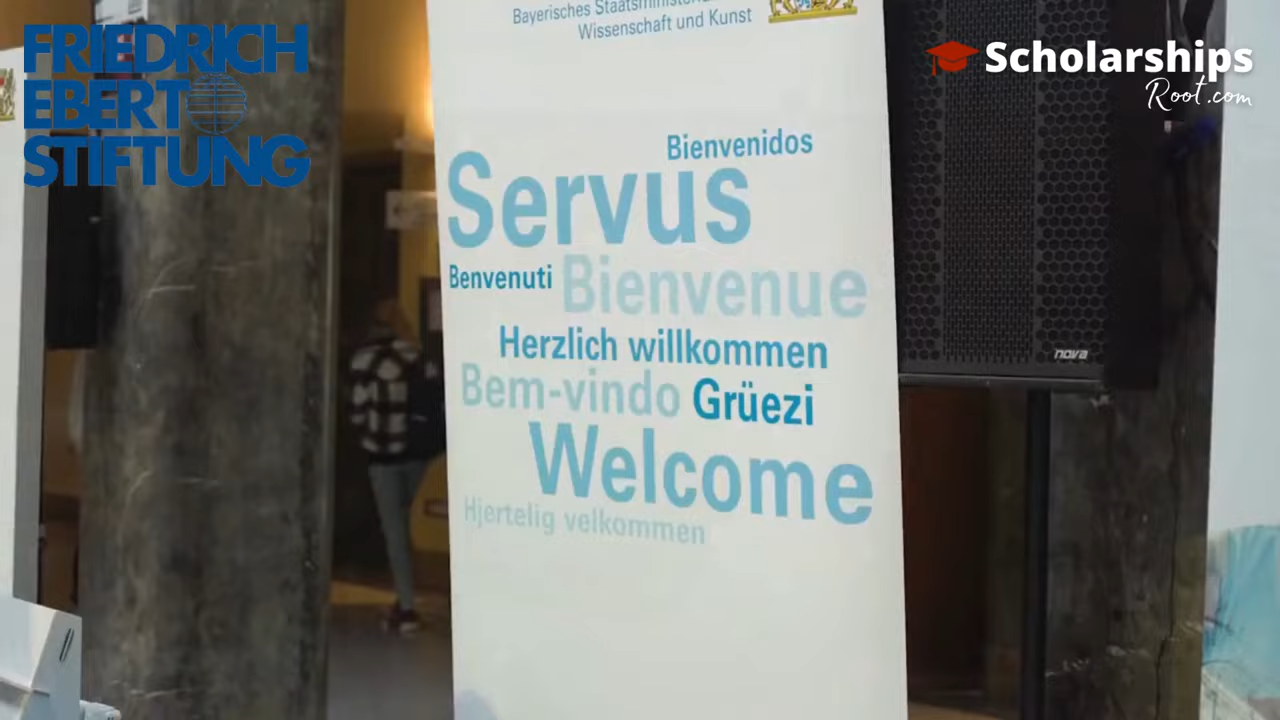 FRIEDRICH
EBERT
STIFTUNG
Scholarships
Root.com
Bayerisches
Wissenschaft und Kunst
Bienvenidos
Servus
Benvenuti Bienvenue
Herzlich willkommen
Bem-vindo Grüezi
Welcome
Hjertelig velkommen
nova